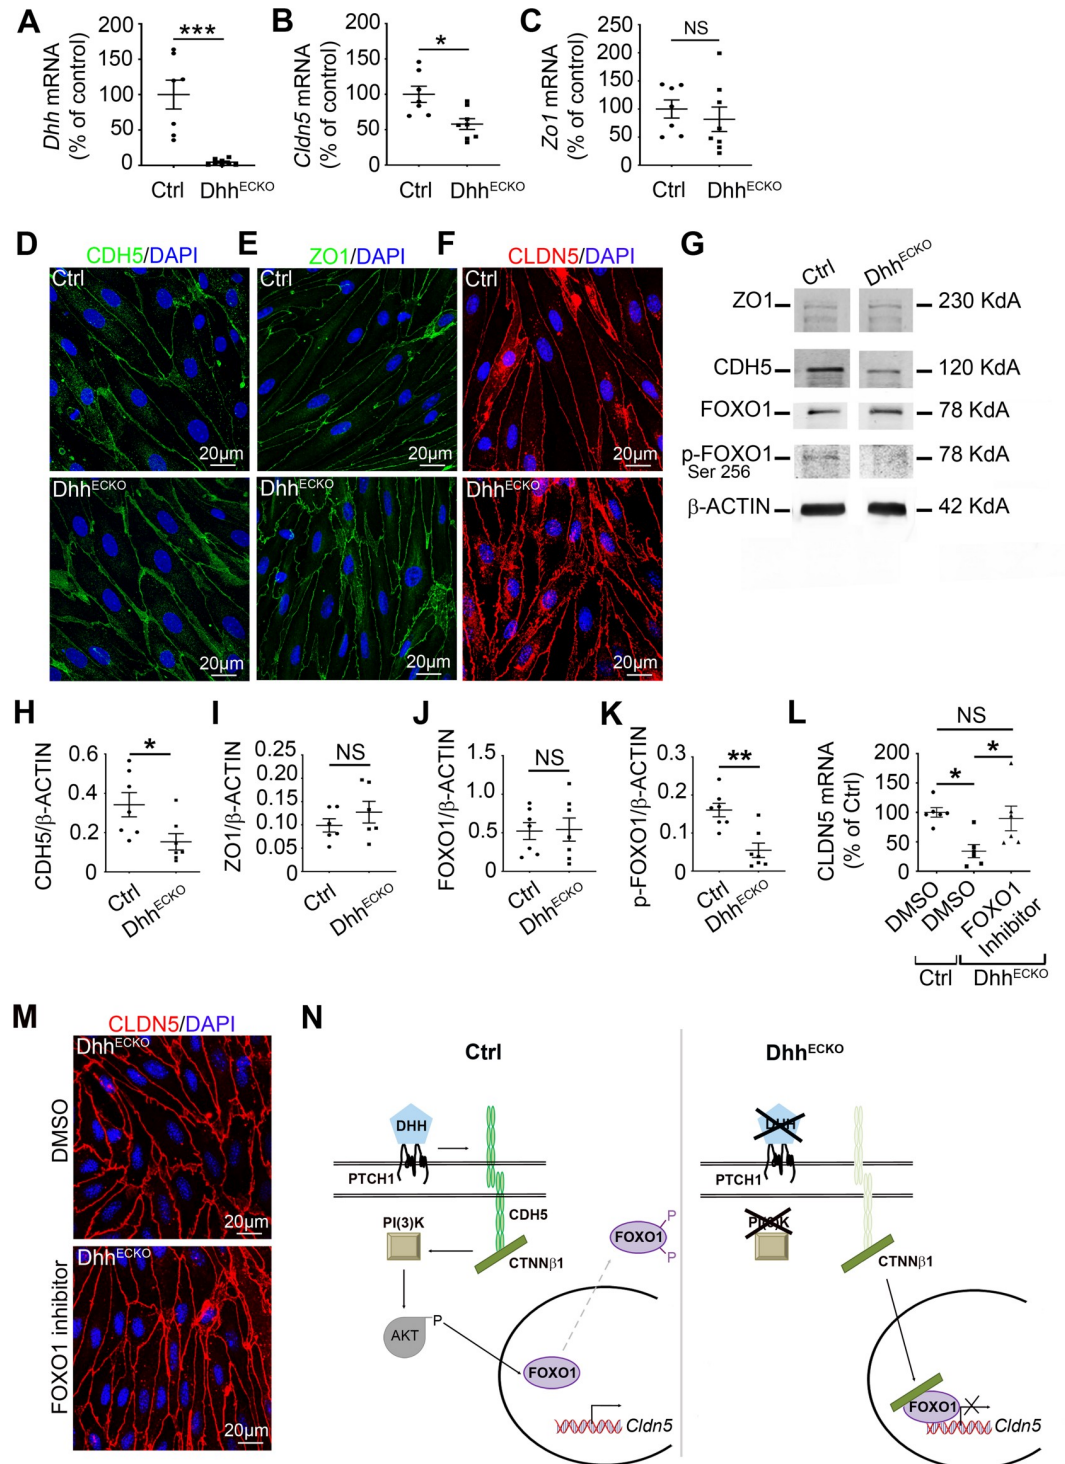 A
Dhh mRNA
(% of control)
200
150
100
50
0
***
Ctrl
DhhECKO
B
Cldn5 mRNA
(% of control)
200
150
100
50
0
*
Ctrl
DhhECKO
C
Zo1 mRNA
(% of control)
250
200
150
100
50
0
NS
Ctrl
DhhECKO
D
CDH5/DAPI
Ctrl
20µm
DhhECKO
20µm
E
ZO1/DAPI
20µm
DhhECKO
20µm
F
CLDN5/DAPI
Ctrl
20µm
DhhECKO
20µm
G
Ctrl
DhhECKO
ZO1
230 KdA
CDH5
120 KdA
FOXO1
78 KdA
p-FOXO1
Ser 256
78 KdA
β-ACTIN
42 KdA
H
CDH5/β-ACTIN
0.6
0.4
0.2
0
*
Ctrl
DhhECKO
I
ZO1/β-ACTIN
0.25
0.20
0.15
0.10
0.05
0
NS
Ctrl
DhhECKO
J
FOXO1/β-ACTIN
1.5
1.0
0.5
0
NS
Ctrl
DhhECKO
K
p-FOXO1/β-ACTIN
0.3
0.2
0.1
0
**
Ctrl
DhhECKO
L
CLDN5 mRNA
(% of Ctrl)
200
150
100
50
0
NS
*
*
DMSO
DMSO
FOXO1
Inhibitor
Ctrl
DhhECKO
M
CLDN5/DAPI
DMSO
DhhECKO
20µm
FOXO1 inhibitor
DhhECKO
20µm
N
Ctrl
DHH
PTCH1
CDH5
PI(3)K
CTNNβ1
AKT
P
FOXO1
P
P
FOXO1
Cldn5
DhhECKO
DHH
PTCH1
PI(3)K
CTNNβ1
FOXO1
Cldn5